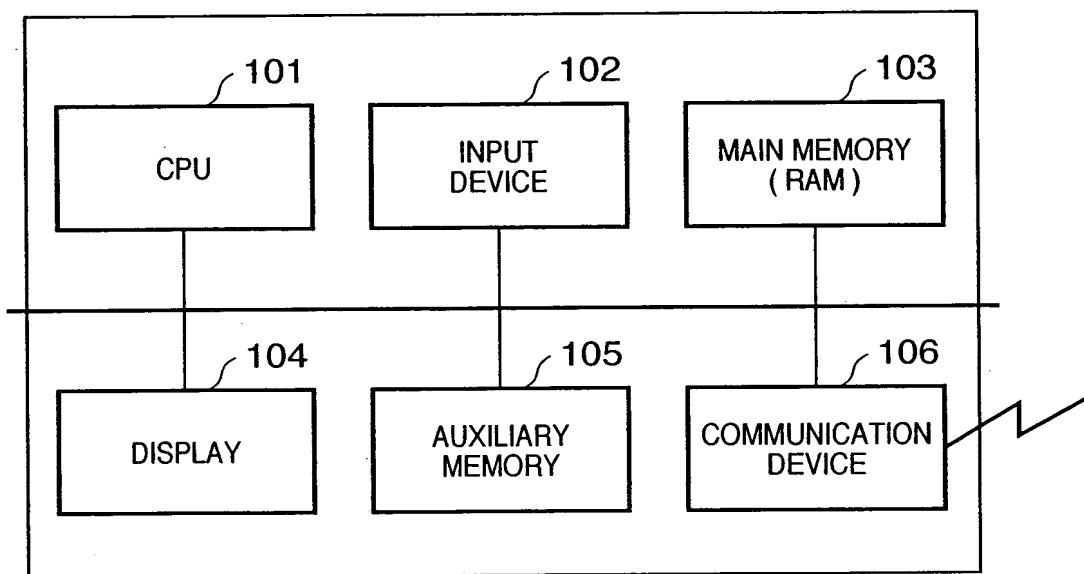 101
CPU
102
INPUT
DEVICE
103
MAIN MEMORY
( RAM )
104
DISPLAY
105
AUXILIARY
MEMORY
106
COMMUNICATION
DEVICE